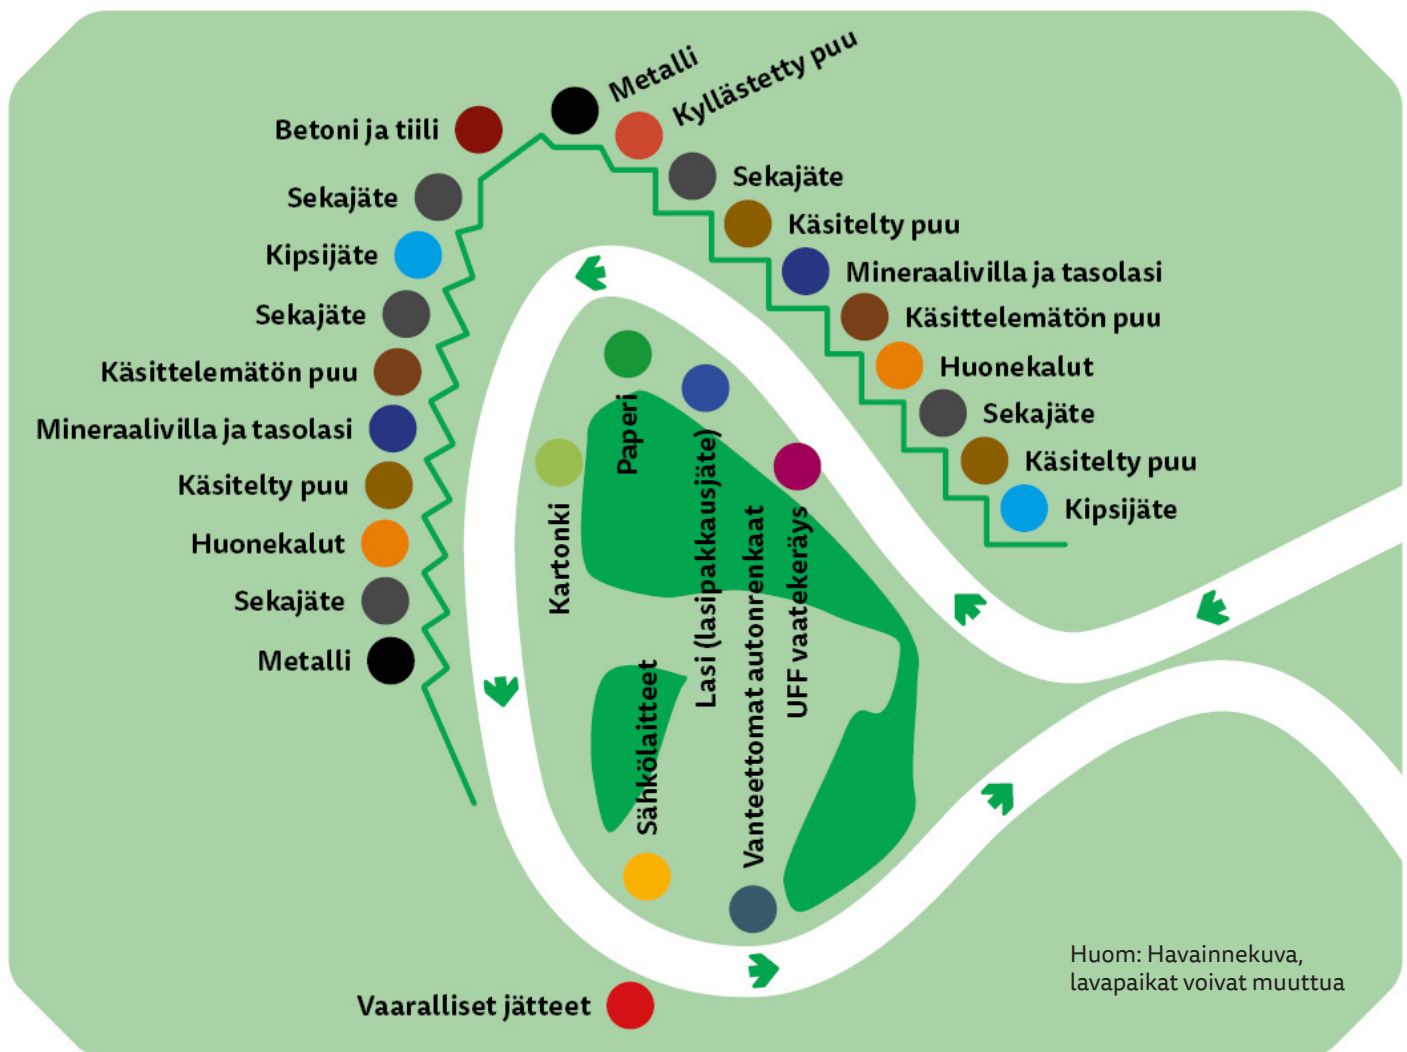 Metalli
Kyllästetty puu
Betoni ja tiili
Sekajäte
Kipsijäte
Sekajäte
Käsittelemätön puu
Mineraalivilla ja tasolasi
Käsitelty puu
Huonekalut
Sekajäte
Metalli
Sekajäte
Käsitelty puu
Mineraalivilla ja tasolasi
Käsittelemätön puu
Huonekalut
Sekajäte
Käsitelty puu
Kipsijäte
Paperi
Kartonki
Lasi (lasipakkausjäte)
UFF vaatekeräys
Vanteettomat autonrenkaat
Sähkölaitteet
Vaaralliset jätteet
Huom: Havainnekuva,
lavapaikat voivat muuttua